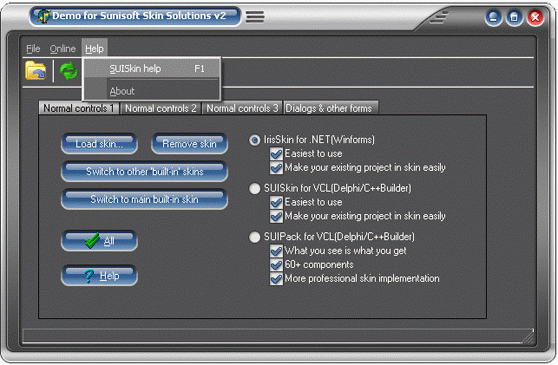 Demo for Sunisoft Skin Solutions v2
File Online Help
SUISkin help F1
About
Normal controls 1 Normal controls 2 Normal controls 3 Dialogs & other forms
Load skin... Remove skin
Switch to other 'built-in' skins
Switch to main built-in skin
All
Help
IrisSkin for .NET(Winforms)
Easiest to use
Make your existing project in skin easily
SUISkin for VCL(Delphi/C++Builder)
Easiest to use
Make your existing project in skin easily
SUIPack for VCL(Delphi/C++Builder)
What you see is what you get
60+ components
More professional skin implementation